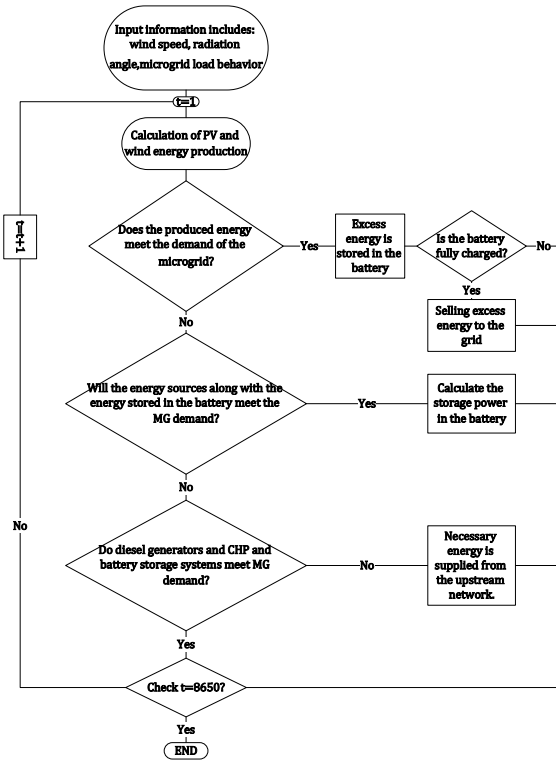 Input information includes:
wind speed, radiation
angle,microgrid load behavior
t=1
Calculation of PV and
wind energy production
t=t+1
Does the produced energy
meet the demand of the
microgrid?
Yes
Excess
energy is
stored in the
battery
Is the battery
fully charged?
No
Yes
Selling excess
energy to the
grid
No
Will the energy sources along with the
energy stored in the battery meet the
MG demand?
Yes
Calculate the
storage power
in the battery
No
No
Do diesel generators and CHP and
battery storage systems meet MG
demand?
No
Necessary
energy is
supplied from
the upstream
network.
Yes
Check t=8650?
Yes
END